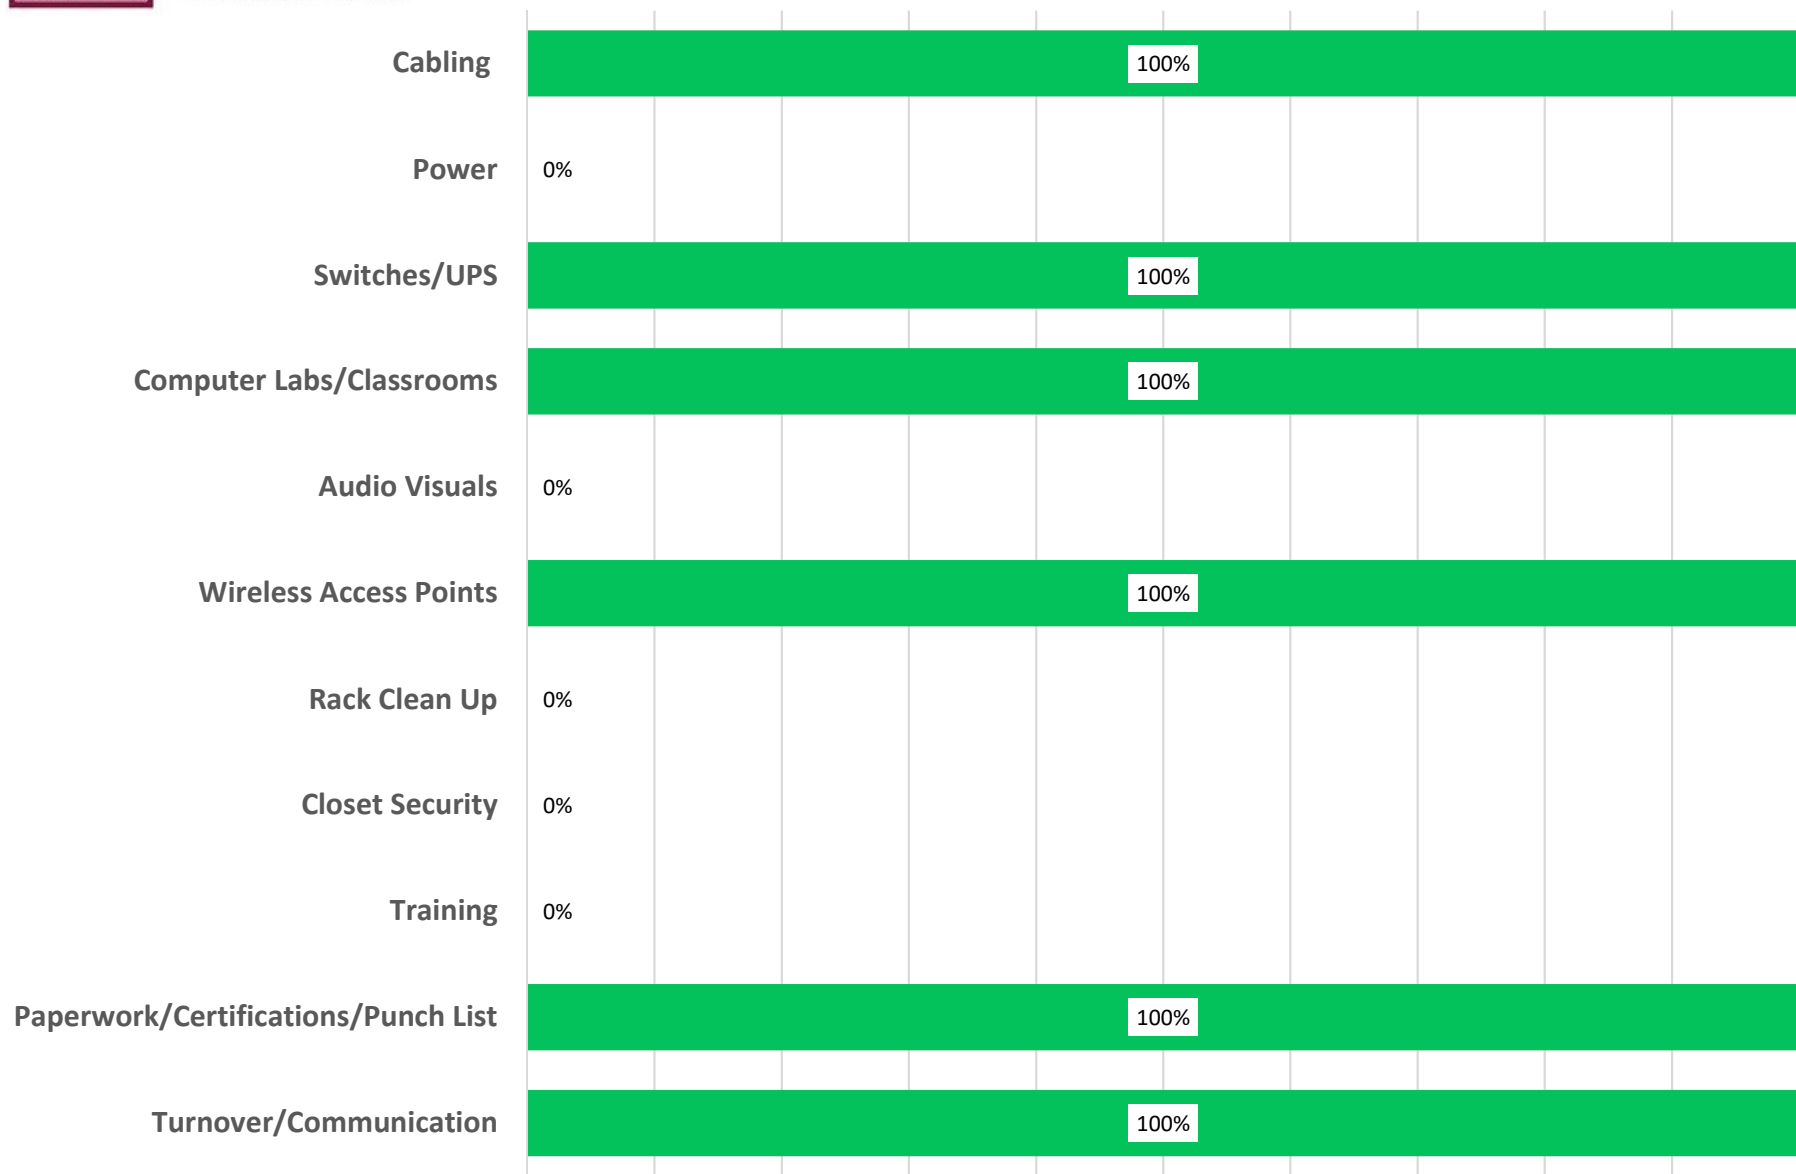 Cabling 100%
Power 0%
Switches/UPS 100%
Computer Labs/Classrooms 100%
Audio Visuals 0%
Wireless Access Points 100%
Rack Clean Up 0%
Closet Security 0%
Training 0%
Paperwork/Certifications/Punch List 100%
Turnover/Communication 100%